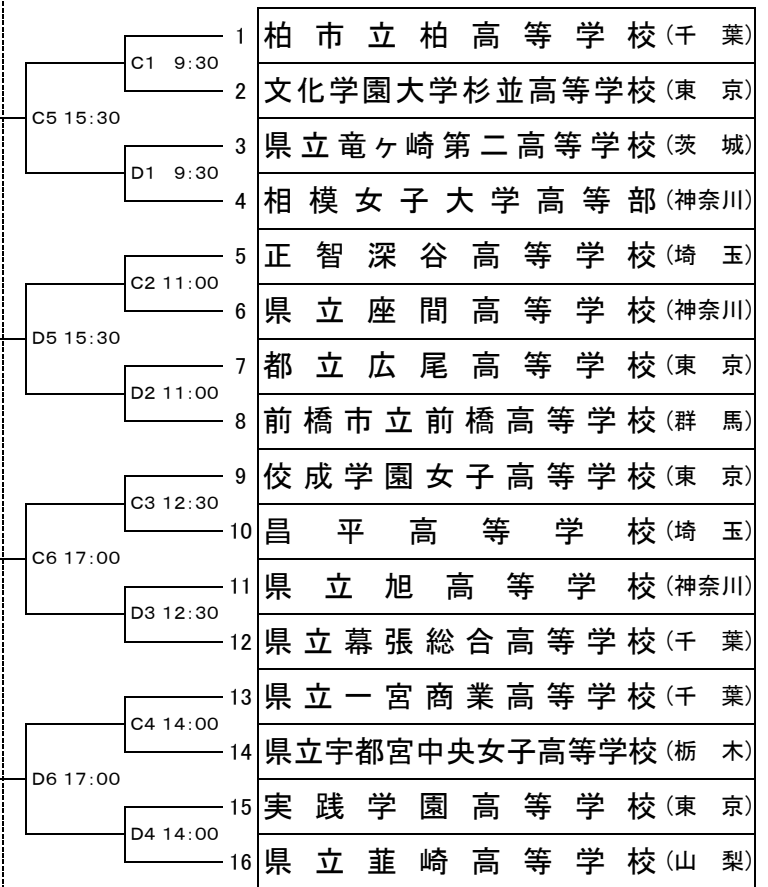 1 柏市立柏高等学校(千葉)
C1 9:30
2 文化学園大学杉並高等学校(東京)
C5 15:30
3 県立竜ヶ崎第二高等学校(茨城)
D1 9:30
4 相模女子大学高等部(神奈川)
5 正智深谷高等学校(埼玉)
C2 11:00
6 県立座間高等学校(神奈川)
D5 15:30
7 都立広尾高等学校(東京)
D2 11:00
8 前橋市立前橋高等学校(群馬)
9 佼成学園女子高等学校(東京)
C3 12:30
10 昌平高等学校(埼玉)
C6 17:00
11 県立旭高等学校(神奈川)
D3 12:30
12 県立幕張総合高等学校(千葉)
13 県立一宮商業高等学校(千葉)
C4 14:00
14 県立宇都宮中央女子高等学校(栃木)
D6 17:00
15 実践学園高等学校(東京)
D4 14:00
16 県立韮崎高等学校(山梨)